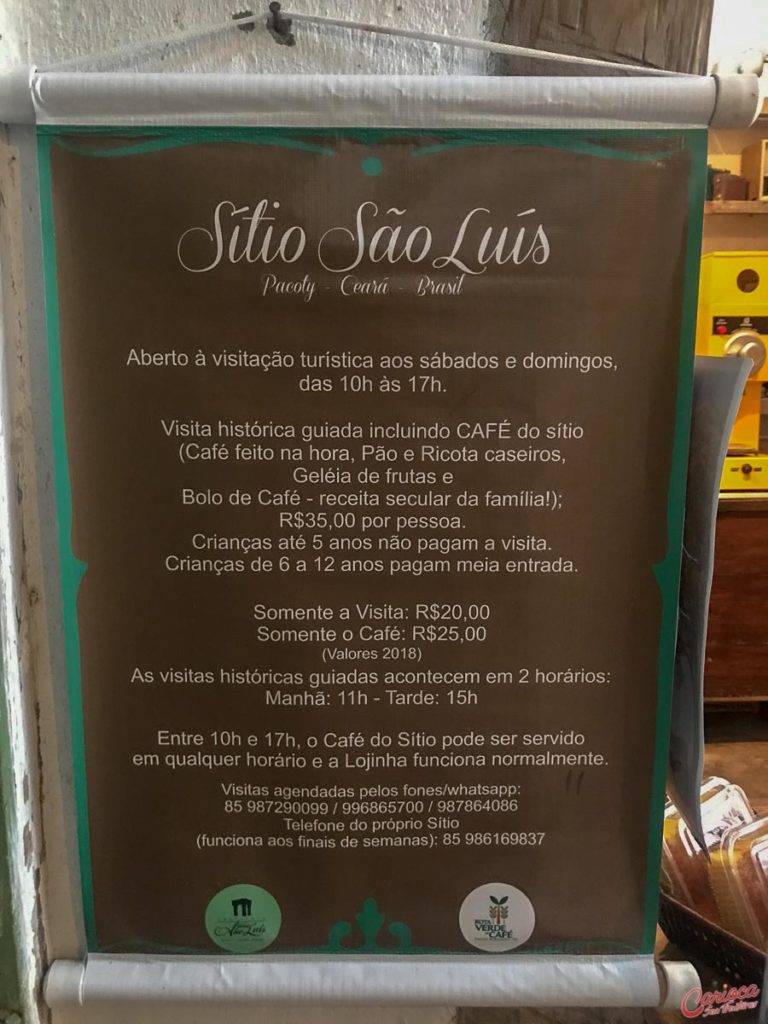 Sítio São Luís
Pacoty - Ceará - Brasil
Aberto à visitação turística aos sábados e domingos,
das 10h às 17h.
Visita histórica guiada incluindo CAFÉ do sítio
(Café feito na hora, Pão e Ricota caseiros,
Geléia de frutas e
Bolo de Café - receita secular da família!);
R$35,00 por pessoa.
Crianças até 5 anos não pagam a visita.
Crianças de 6 a 12 anos pagam meia entrada.
Somente a Visita: R$20,00
Somente o Café: R$25,00
(Valores 2018)
As visitas históricas guiadas acontecem em 2 horários:
Manhã: 11h - Tarde: 15h
Entre 10h e 17h, o Café do Sítio pode ser servido
em qualquer horário e a Lojinha funciona normalmente.
Visitas agendadas pelos fones/whatsapp:
85 987290099 / 996865700 / 987864086
Telefone do próprio Sítio
(funciona aos finais de semanas): 85 986169837
São Luís
ROTA
VERDE
do CAFÉ
Carioca
Sem Fronteiras